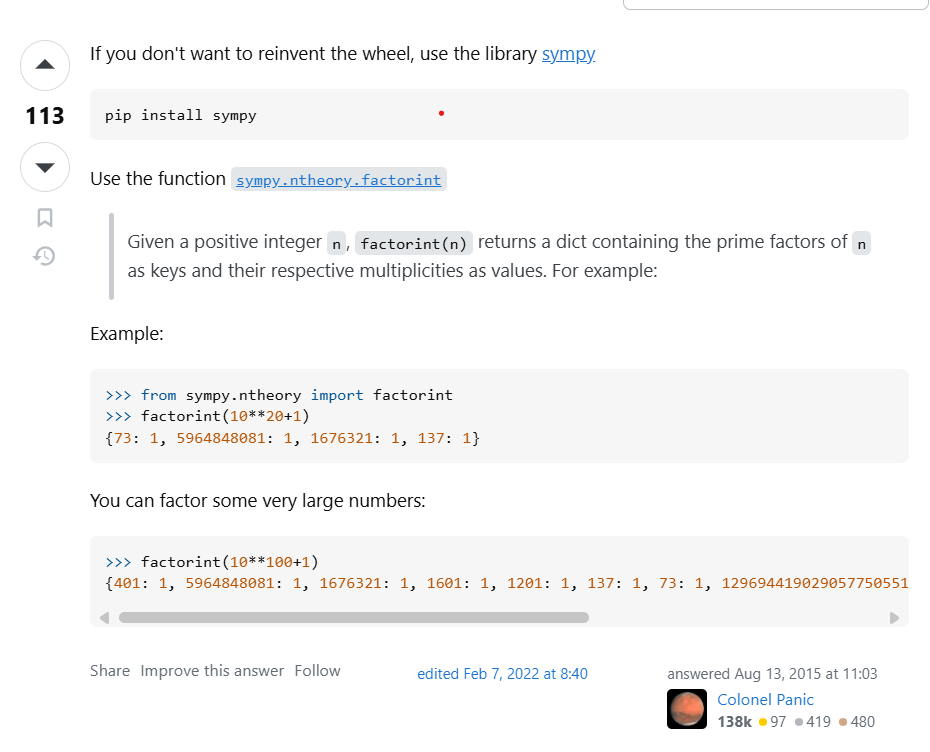 If you don't want to reinvent the wheel, use the library sympy
113
pip install sympy
Use the function sympy.ntheory.factorint
Given a positive integer n, factorint(n) returns a dict containing the prime factors of n
as keys and their respective multiplicities as values. For example:
Example:
>>> from sympy.ntheory import factorint
>>> factorint(10**20+1)
{73: 1, 5964848081: 1, 1676321: 1, 137: 1}
You can factor some very large numbers:
>>> factorint(10**100+1)
{401: 1, 5964848081: 1, 1676321: 1, 1601: 1, 1201: 1, 137: 1, 73: 1, 129694419029057750551
Share Improve this answer Follow
edited Feb 7, 2022 at 8:40
answered Aug 13, 2015 at 11:03
Colonel Panic
138k 97 419 480